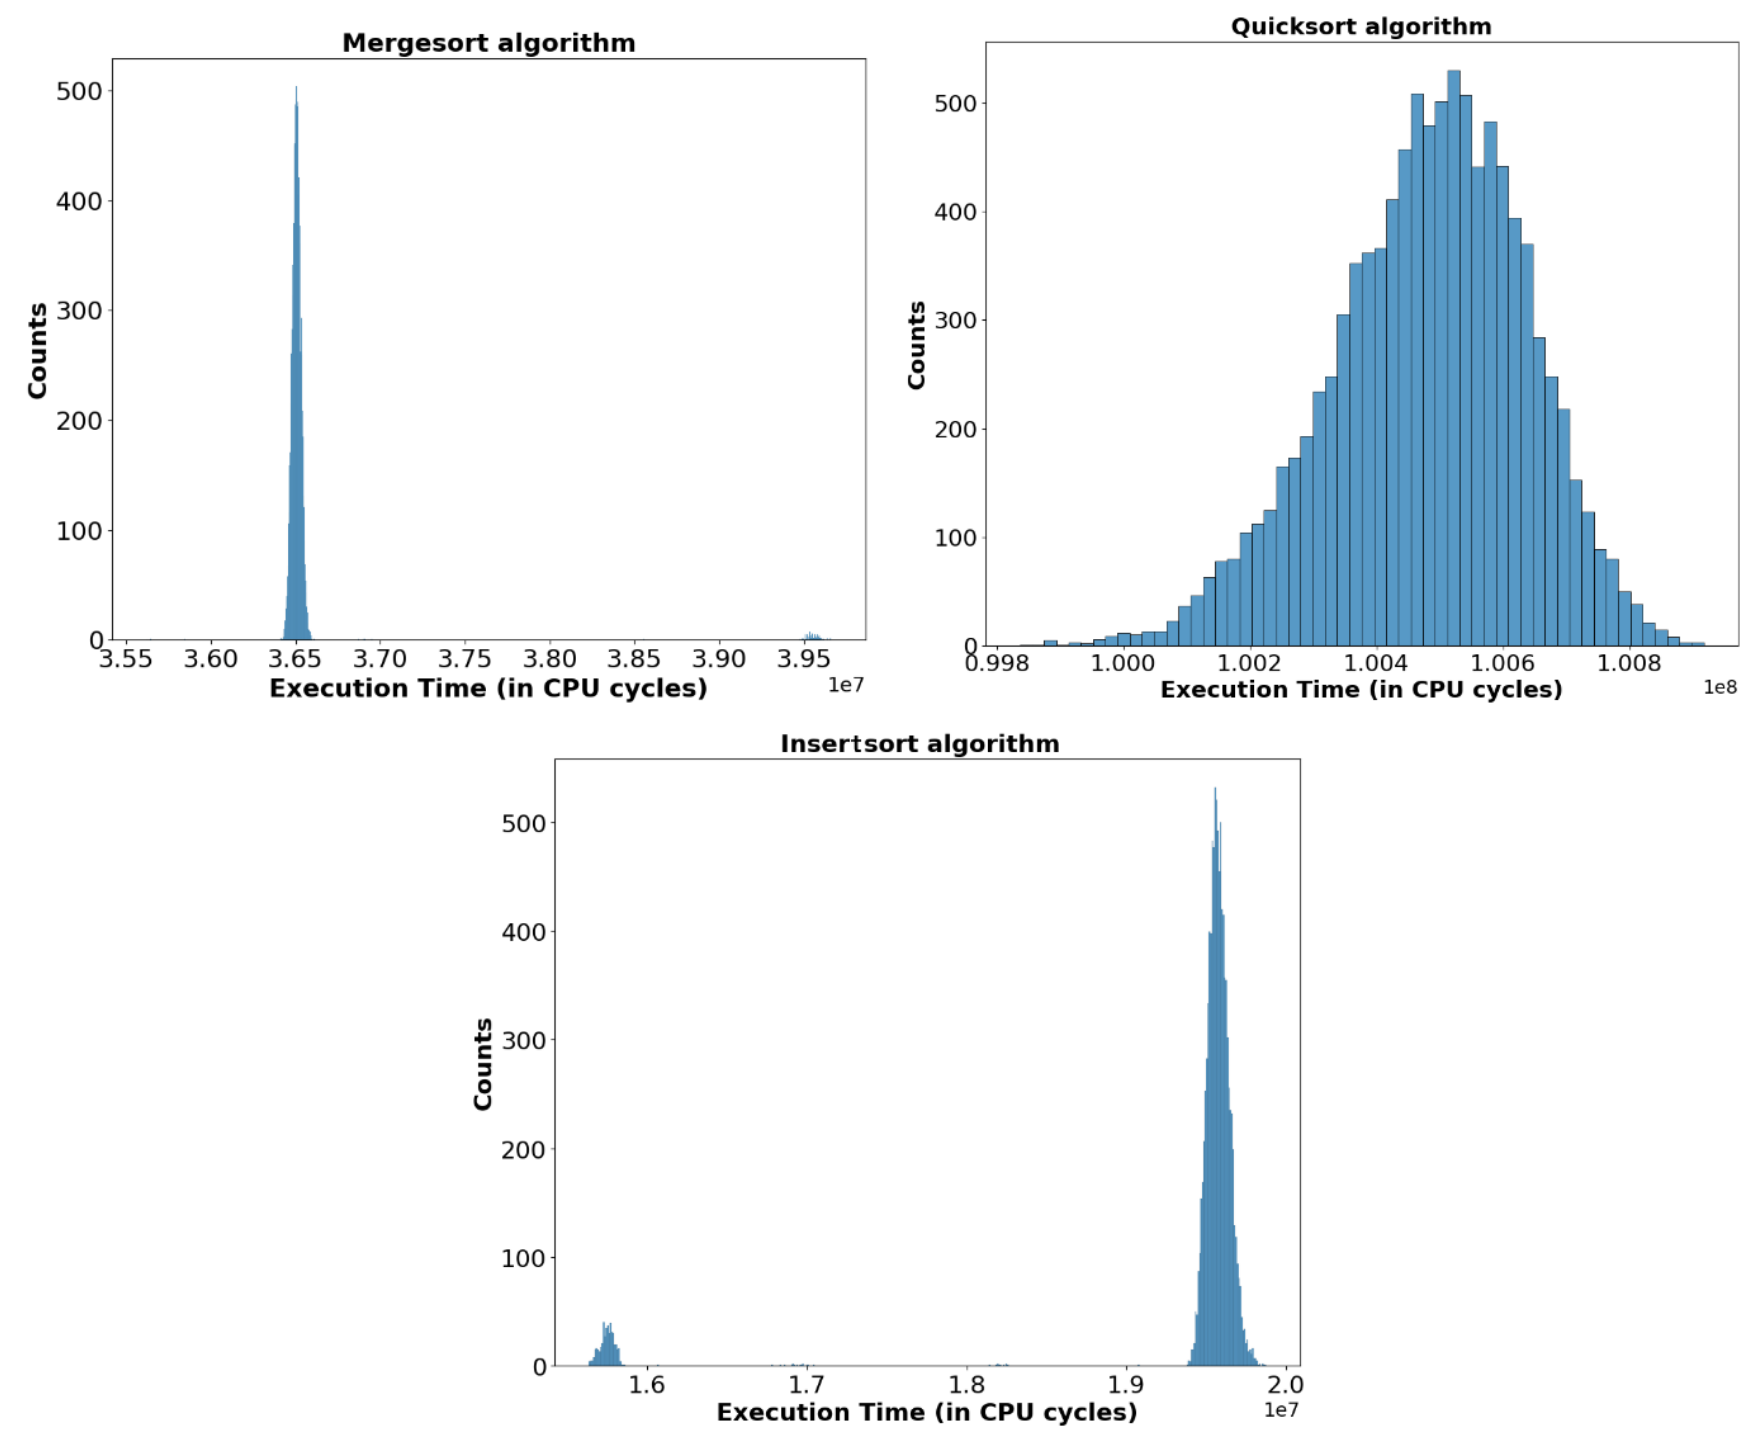 Mergesort algorithm
Counts
500
400
300
200
100
0
3.55 3.60 3.65 3.70 3.75 3.80 3.85 3.90 3.95
1e7
Execution Time (in CPU cycles)
Quicksort algorithm
Counts
500
400
300
200
100
0
0.998 1.000 1.002 1.004 1.006 1.008
1e8
Execution Time (in CPU cycles)
Insertsort algorithm
Counts
500
400
300
200
100
0
1.6 1.7 1.8 1.9 2.0
1e7
Execution Time (in CPU cycles)